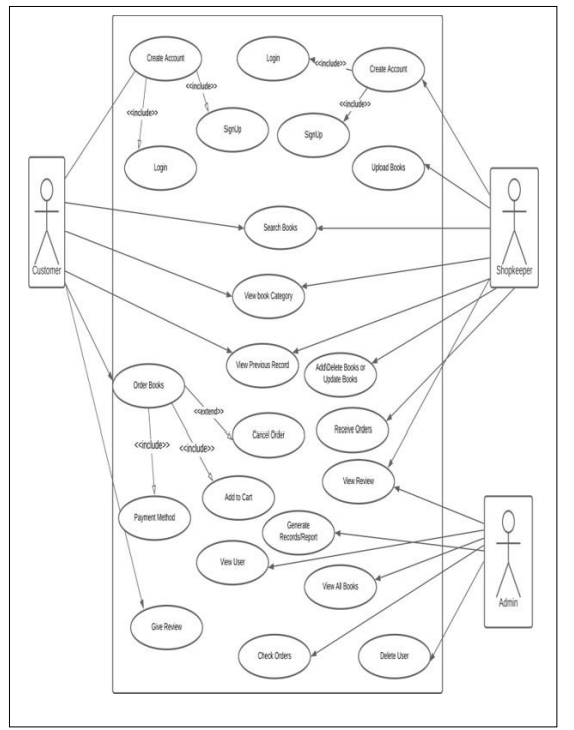 Create Account
Login
<<include>>
Create Account
<<include>>
<<include>>
<<include>>
SignUp
SignUp
Login
Upload Books
Customer
Shopkeeper
Search Books
View book Category
View Previous Record
Add\Delete Books or
Update Books
Order Books
<<extend>>
Cancel Order
Receive Orders
<<include>>
<<include>>
View Review
Add to Cart
Payment Method
Generate
Records/Report
View User
View All Books
Admin
Give Review
Check Orders
Delete User